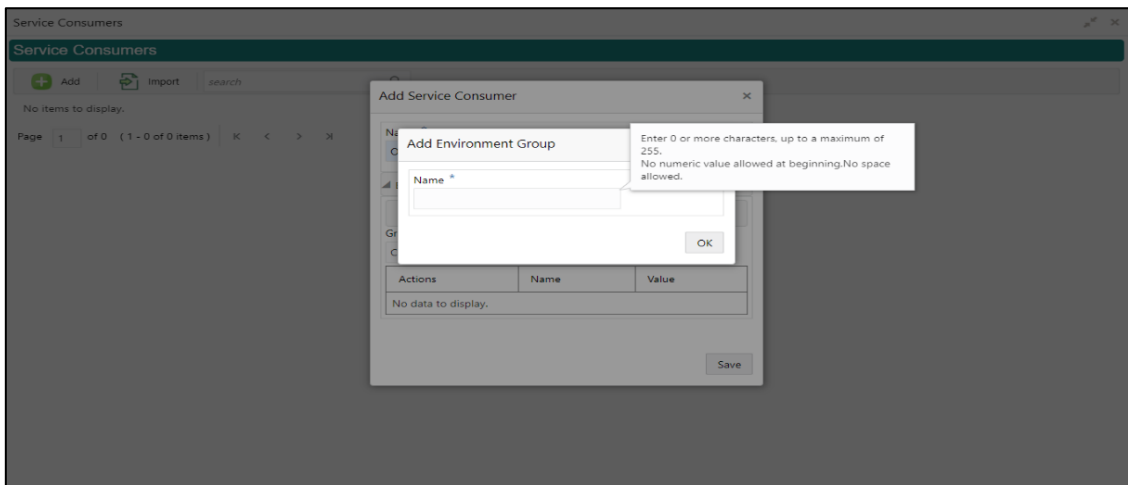 Service Consumers
Service Consumers
Add Import search
No items to display.
Page 1 of 0 (1 - 0 of 0 items) K < > X
Add Service Consumer ×
Add Environment Group
Enter 0 or more characters, up to a maximum of
255.
No numeric value allowed at beginning.No space
allowed.
Name *
OK
Gr
C
Actions Name Value
No data to display.
Save